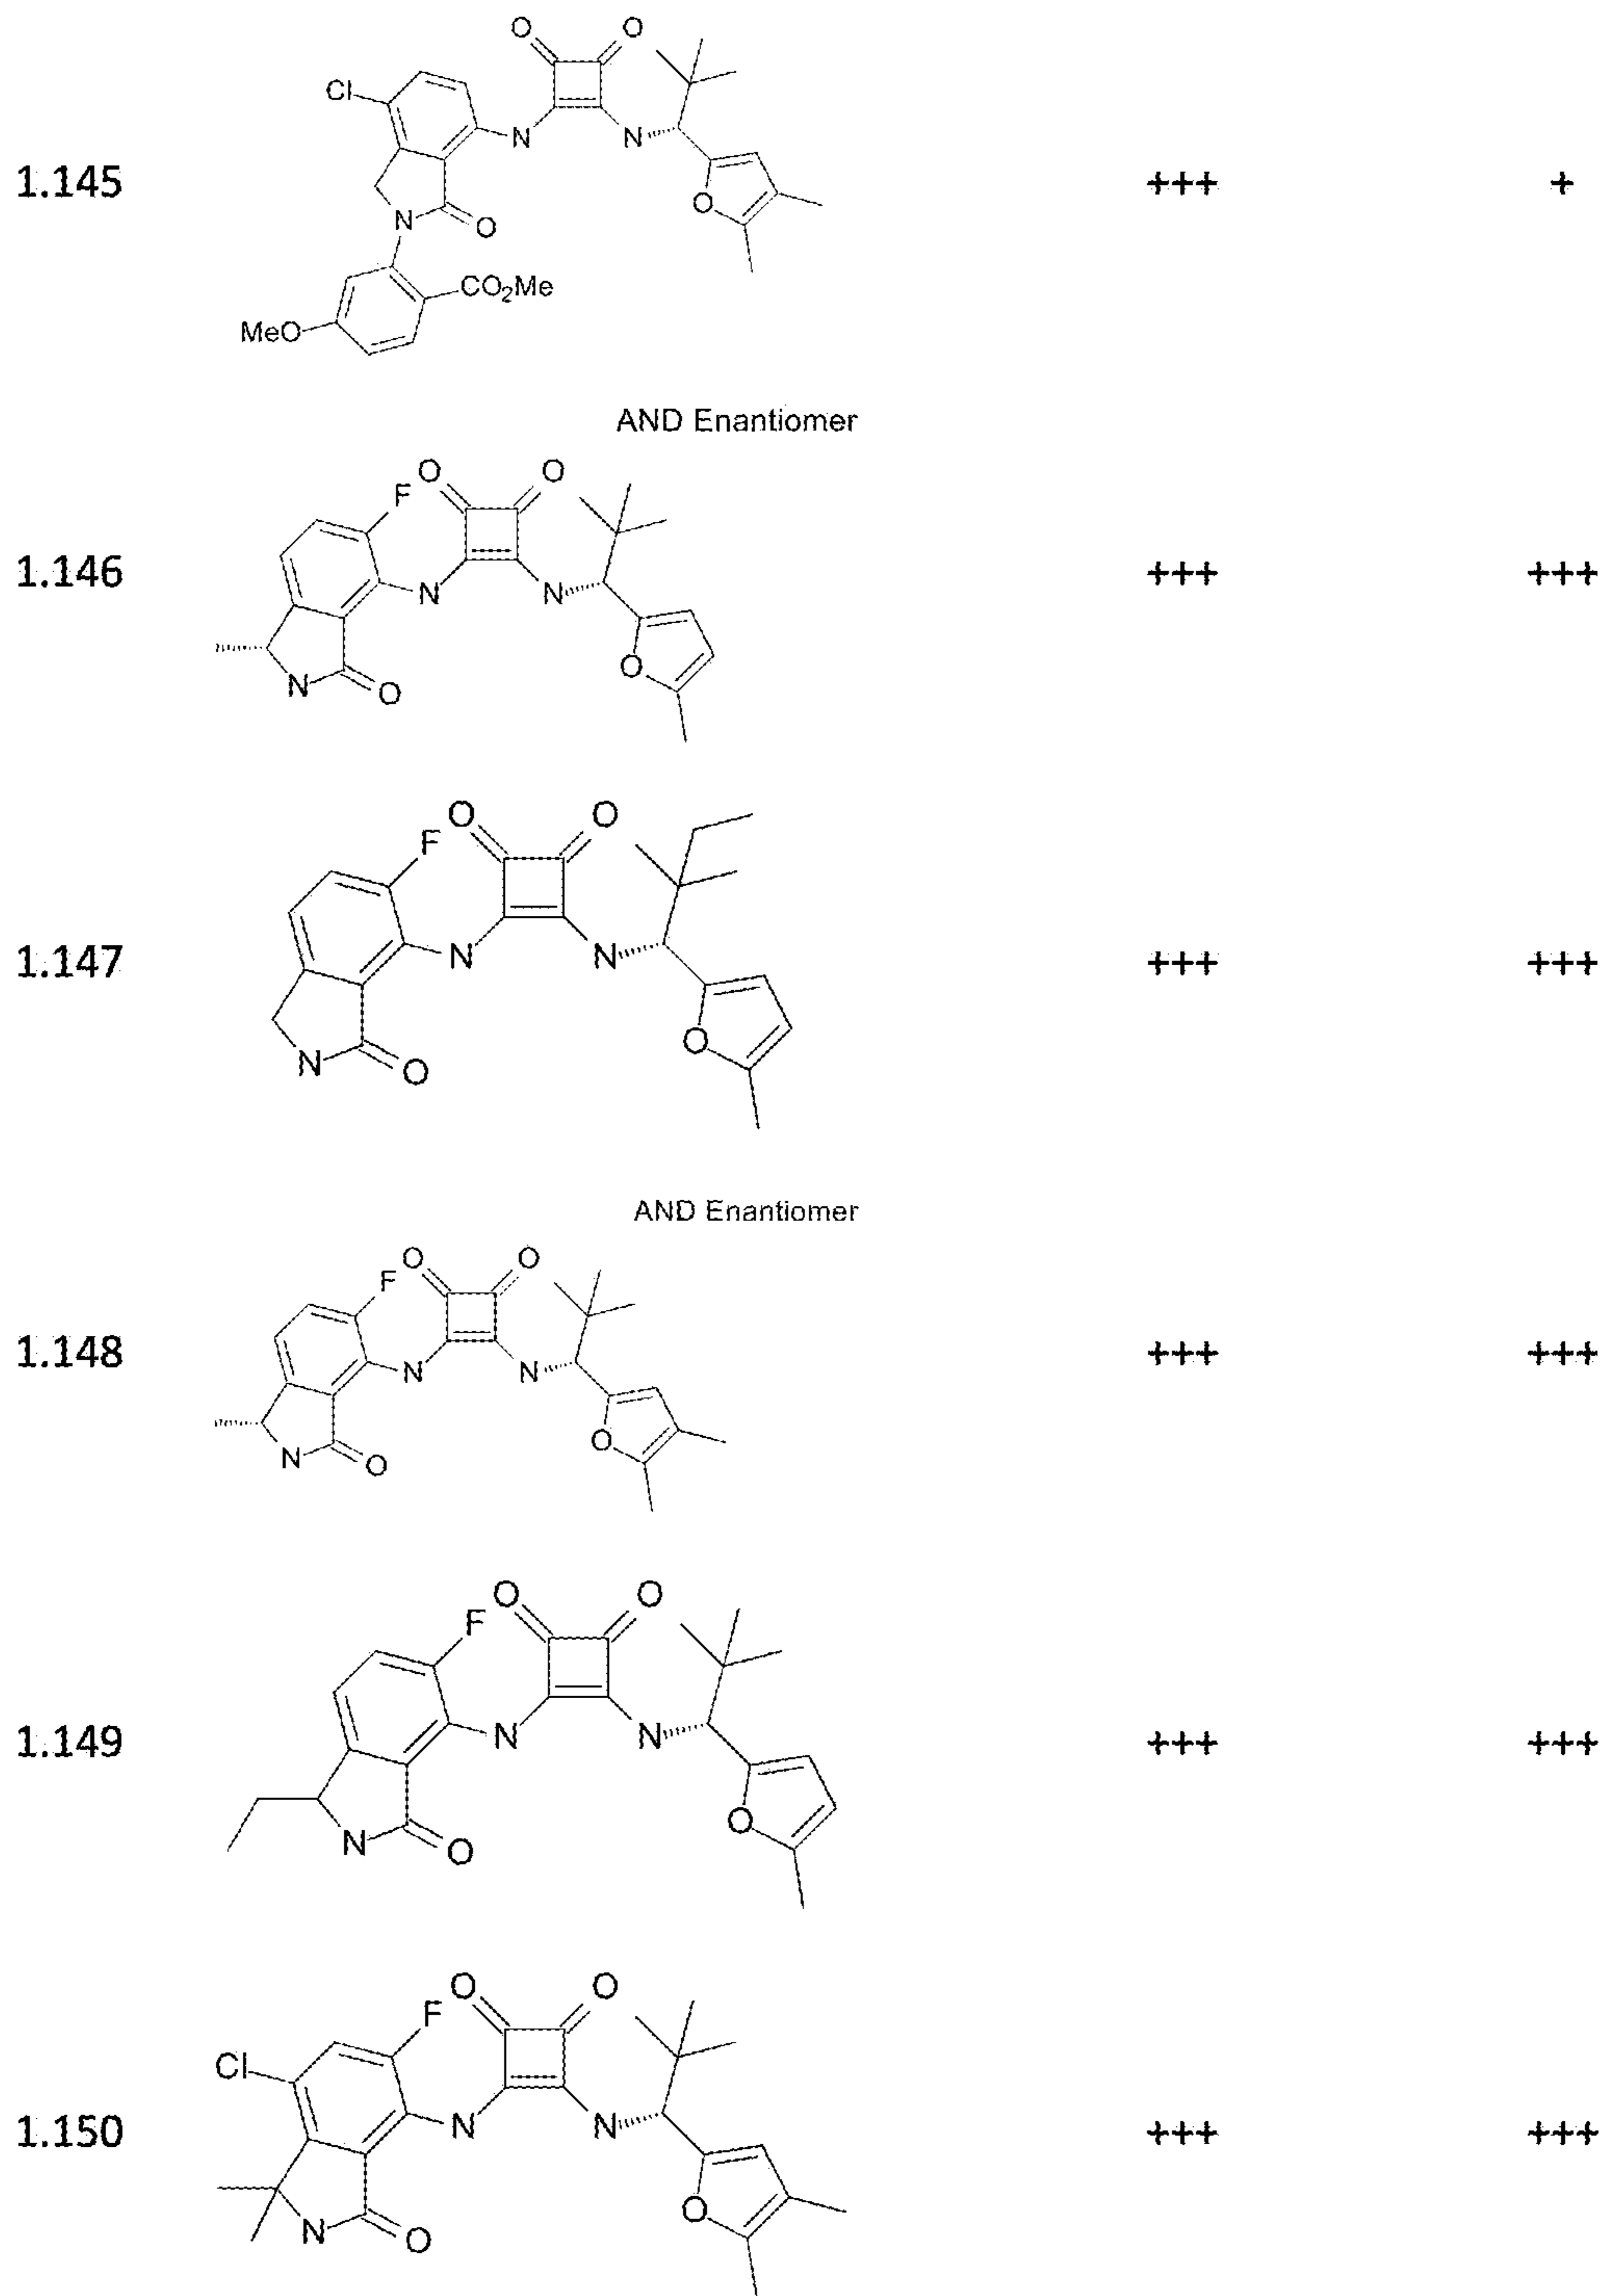 O O
Cl
N N
1.145 +++ +
O
N O
CO2Me
MeO
AND Enantiomer
O O
F
1.146 +++ +++
N N
O
N O
O O
F
1.147 N N +++ +++
O
N O
AND Enantiomer
O O
F
1.148 +++ +++
N N
O
N O
O O
F
1.149 N N +++ +++
O
N O
O O
F
Cl
1.150 N N +++ +++
O
N O